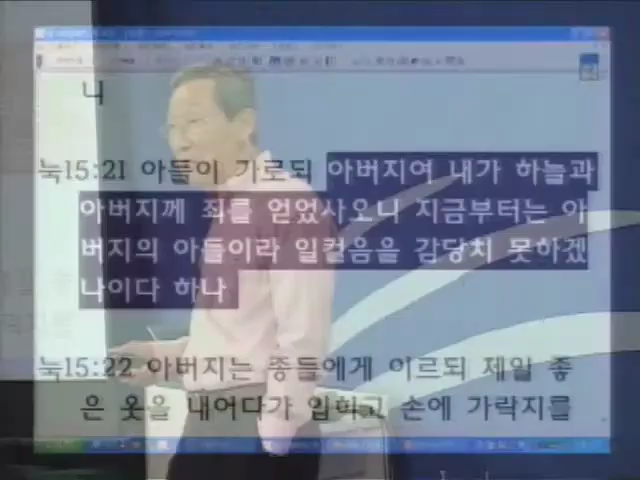 니
눅15:21 아들이 가로되 아버지여 내가 하늘과
아버지께 죄를 얻었사오니 지금부터는 아
버지의 아들이라 일컬음을 감당치 못하겠
나이다 하나
눅15:22 아버지는 종들에게 이르되 제일 좋
은 옷을 내어다가 입히고 손에 가락지를